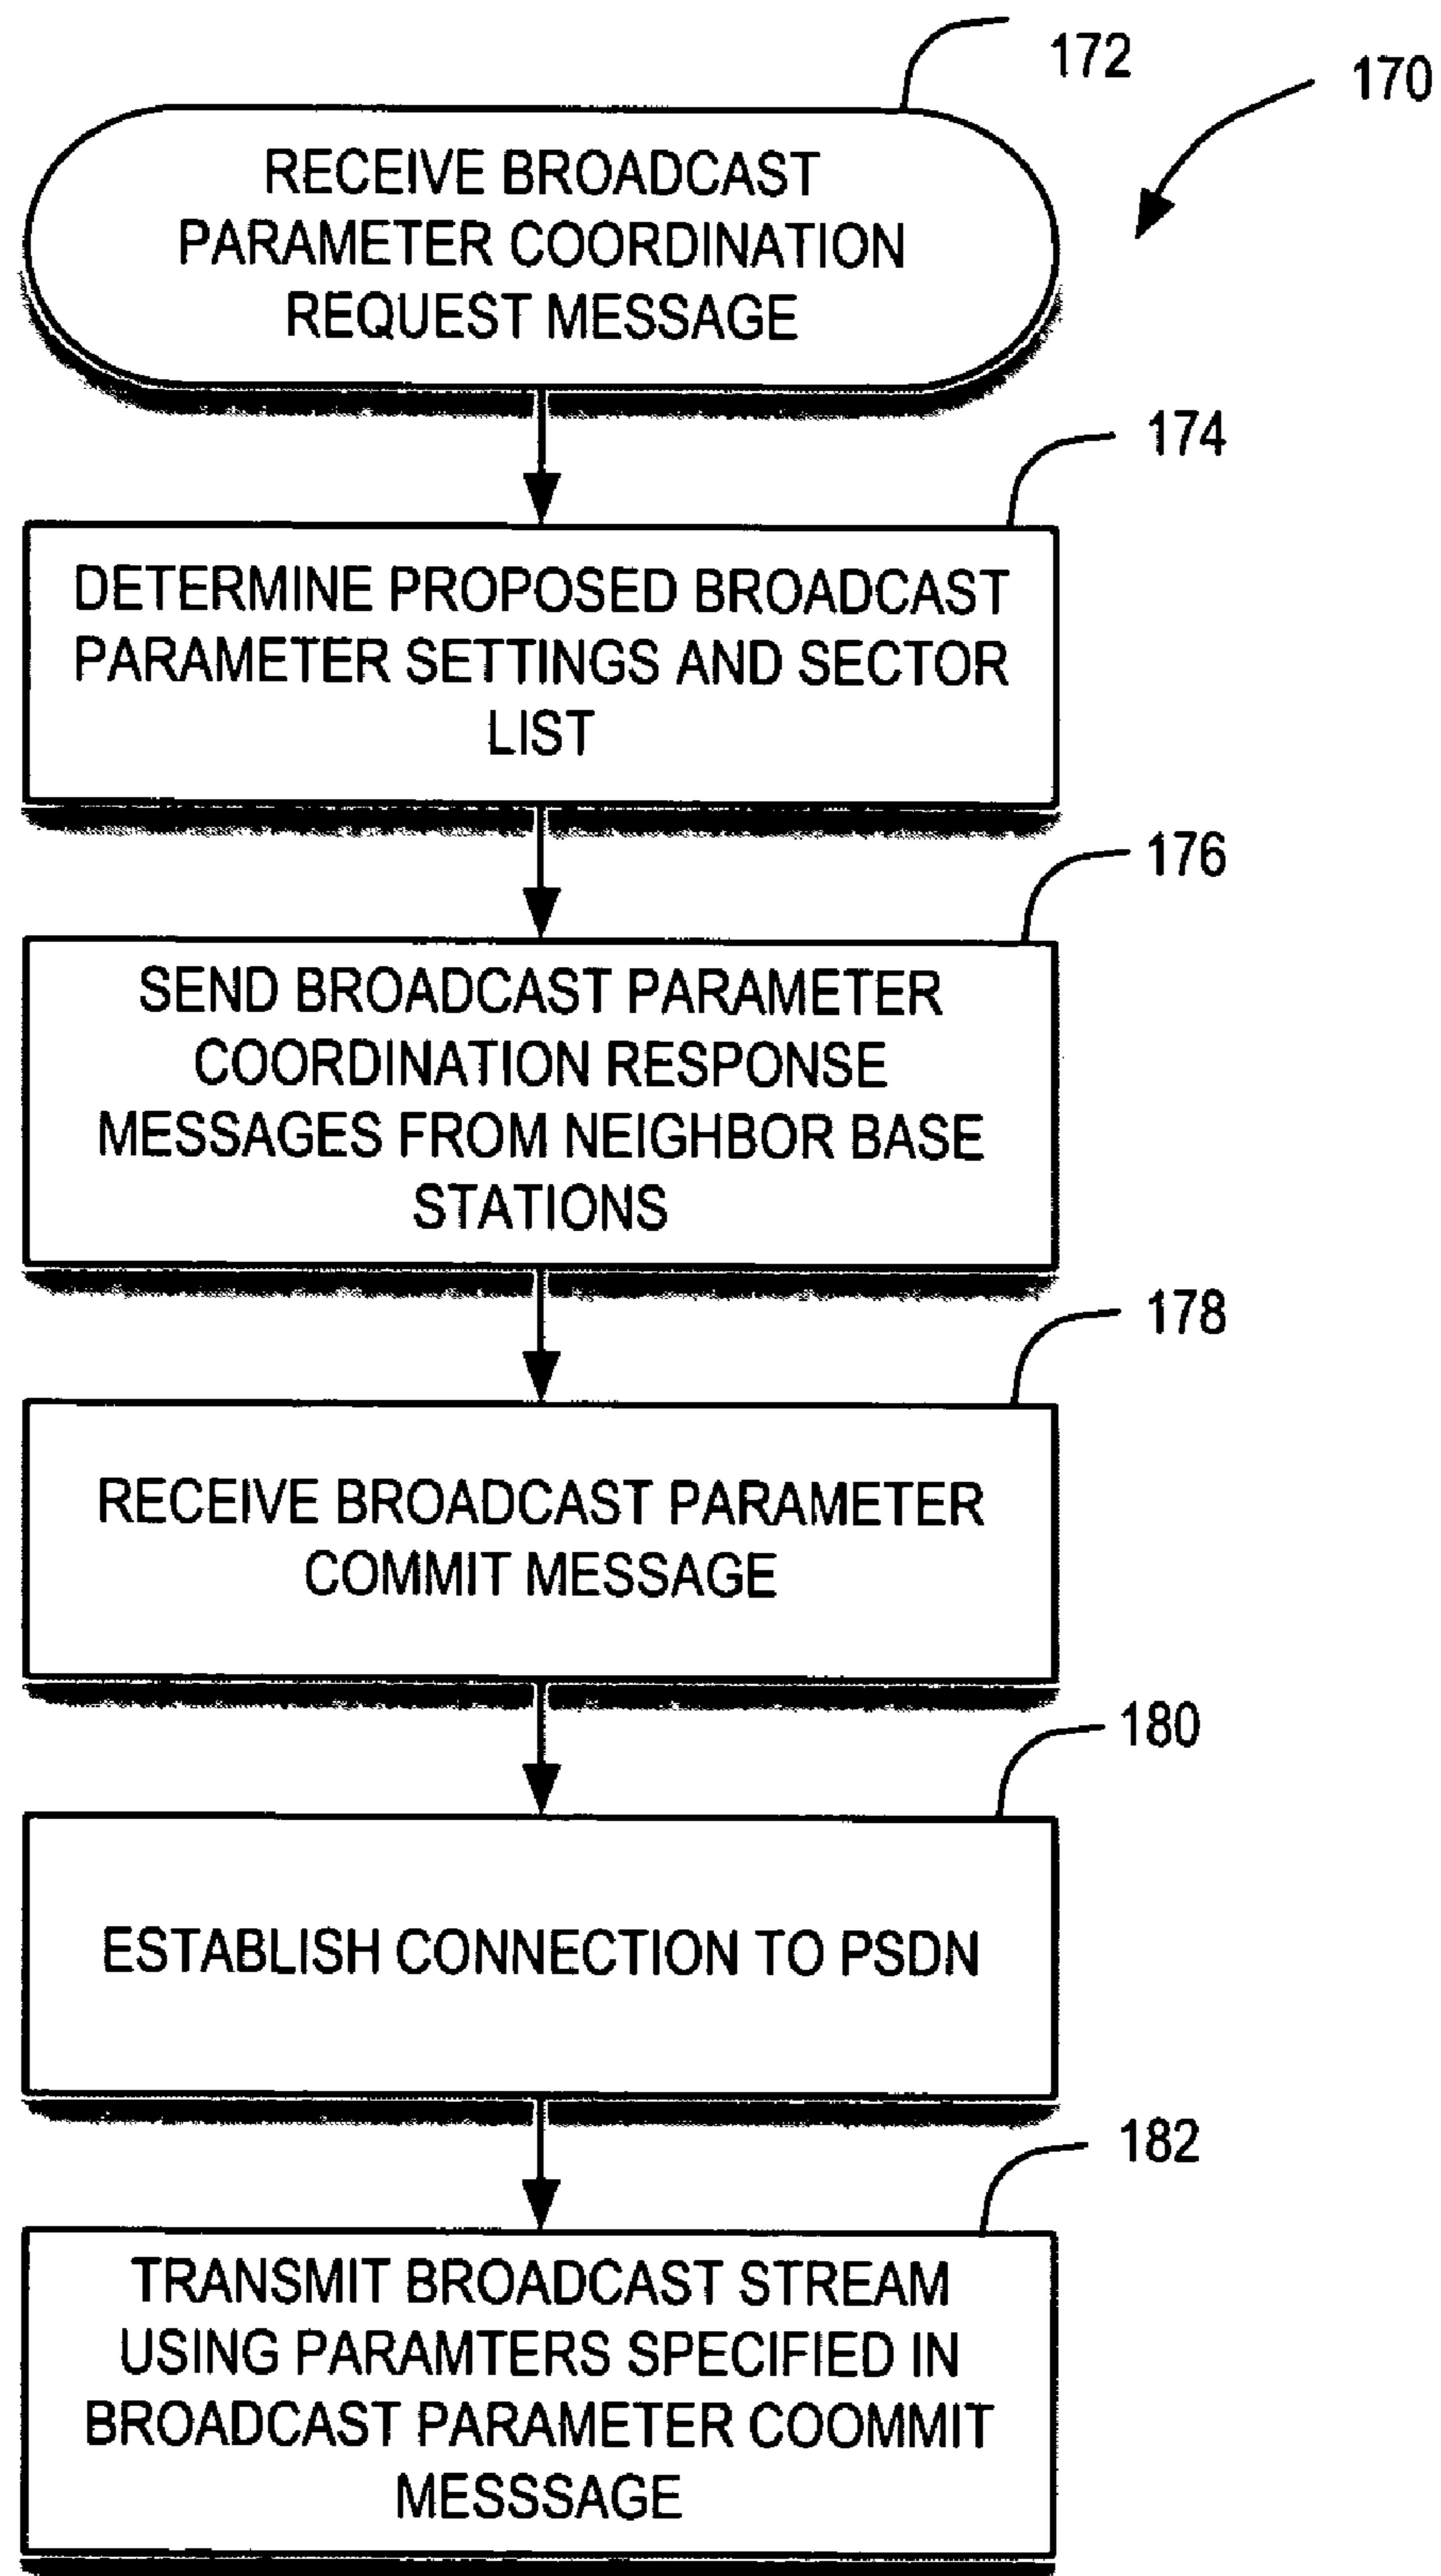 172
170
RECEIVE BROADCAST
PARAMETER COORDINATION
REQUEST MESSAGE
174
DETERMINE PROPOSED BROADCAST
PARAMETER SETTINGS AND SECTOR
LIST
176
SEND BROADCAST PARAMETER
COORDINATION RESPONSE
MESSAGES FROM NEIGHBOR BASE
STATIONS
178
RECEIVE BROADCAST PARAMETER
COMMIT MESSAGE
180
ESTABLISH CONNECTION TO PSDN
182
TRANSMIT BROADCAST STREAM
USING PARAMTERS SPECIFIED IN
BROADCAST PARAMETER COOMMIT
MESSSAGE